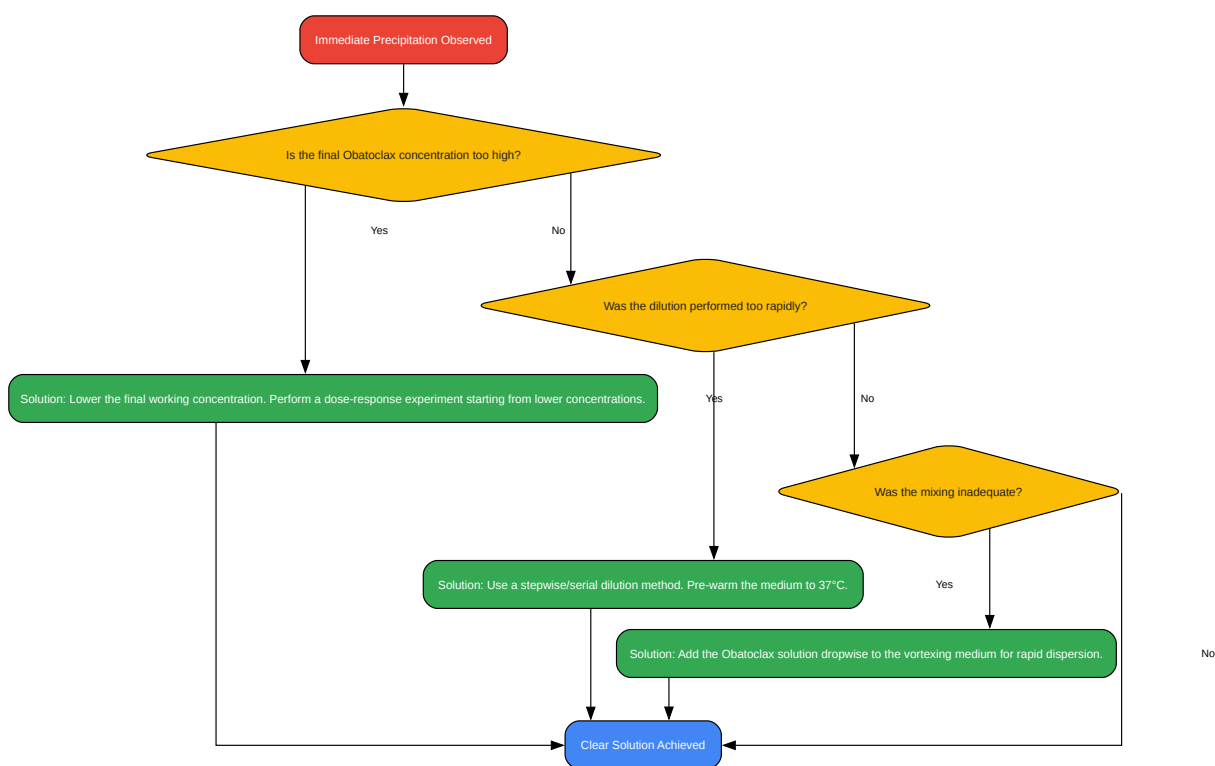 Immediate Precipitation Observed
Is the final Obatoclax concentration too high?
Yes
No
Was the dilution performed too rapidly?
Solution: Lower the final working concentration. Perform a dose-response experiment starting from lower concentrations.
Yes
No
Was the mixing inadequate?
Solution: Use a stepwise/serial dilution method. Pre-warm the medium to 37°C.
Yes
Solution: Add the Obatoclax solution dropwise to the vortexing medium for rapid dispersion.
No
Clear Solution Achieved